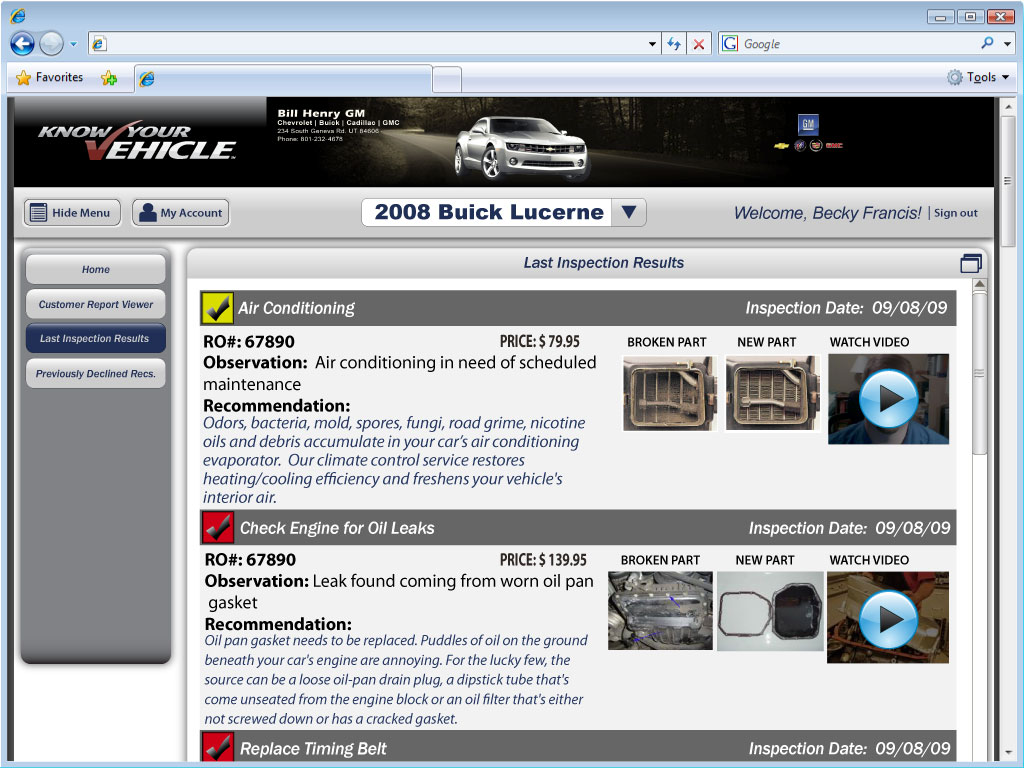 Google
Favorites
Tools
KNOW YOUR
VEHICLE
Bill Henry GM
Chevrolet | Buick | Cadillac | GMC
234 South Geneva Rd. UT 84606
Phone: 801-232-4678
GM
GMC
Hide Menu
My Account
2008 Buick Lucerne
Welcome, Becky Francis! | Sign out
Home
Customer Report Viewer
Last Inspection Results
Previously Declined Recs.
Last Inspection Results
Air Conditioning Inspection Date: 09/08/09
RO#: 67890 PRICE: $ 79.95
Observation: Air conditioning in need of scheduled
maintenance
Recommendation:
Odors, bacteria, mold, spores, fungi, road grime, nicotine
oils and debris accumulate in your car's air conditioning
evaporator. Our climate control service restores
heating/cooling efficiency and freshens your vehicle's
interior air.
BROKEN PART NEW PART WATCH VIDEO
Check Engine for Oil Leaks Inspection Date: 09/08/09
RO#: 67890 PRICE: $ 139.95
Observation: Leak found coming from worn oil pan
gasket
Recommendation:
Oil pan gasket needs to be replaced. Puddles of oil on the ground
beneath your car's engine are annoying. For the lucky few, the
source can be a loose oil-pan drain plug, a dipstick tube that's
come unseated from the engine block or an oil filter that's either
not screwed down or has a cracked gasket.
BROKEN PART NEW PART WATCH VIDEO
Replace Timing Belt Inspection Date: 09/08/09